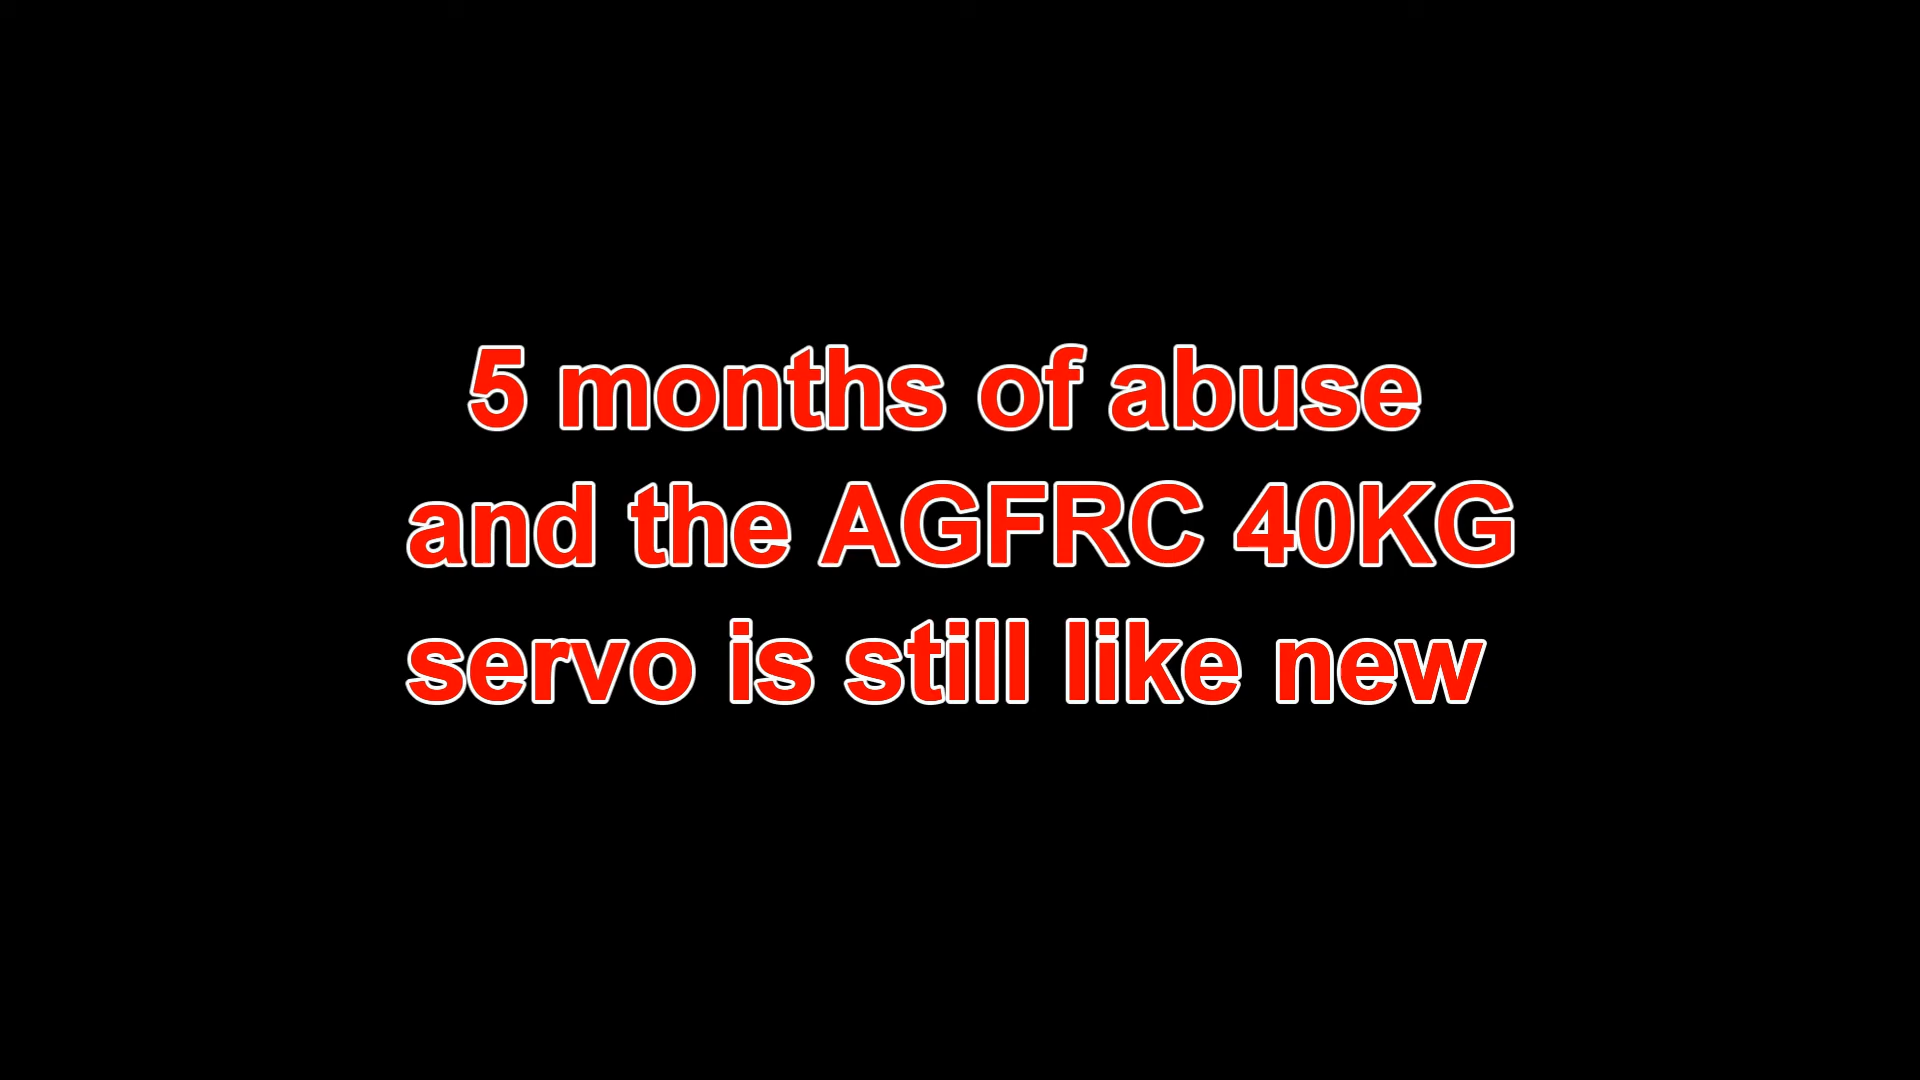 5 months of abuse
and the AGFRC 40KG
servo is still like new